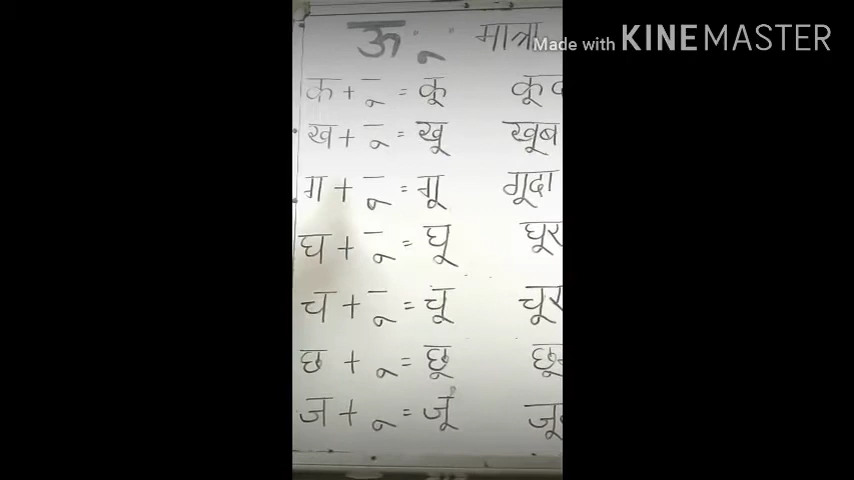 ऊ ू मात्रा
Made with KINEMASTER
क + ू = कू
ख + ू = खू खूब
ग + ू = गू गूदा
घ + ू = घू
च + ू = चू
छ + ू = छू
ज + ू = जू